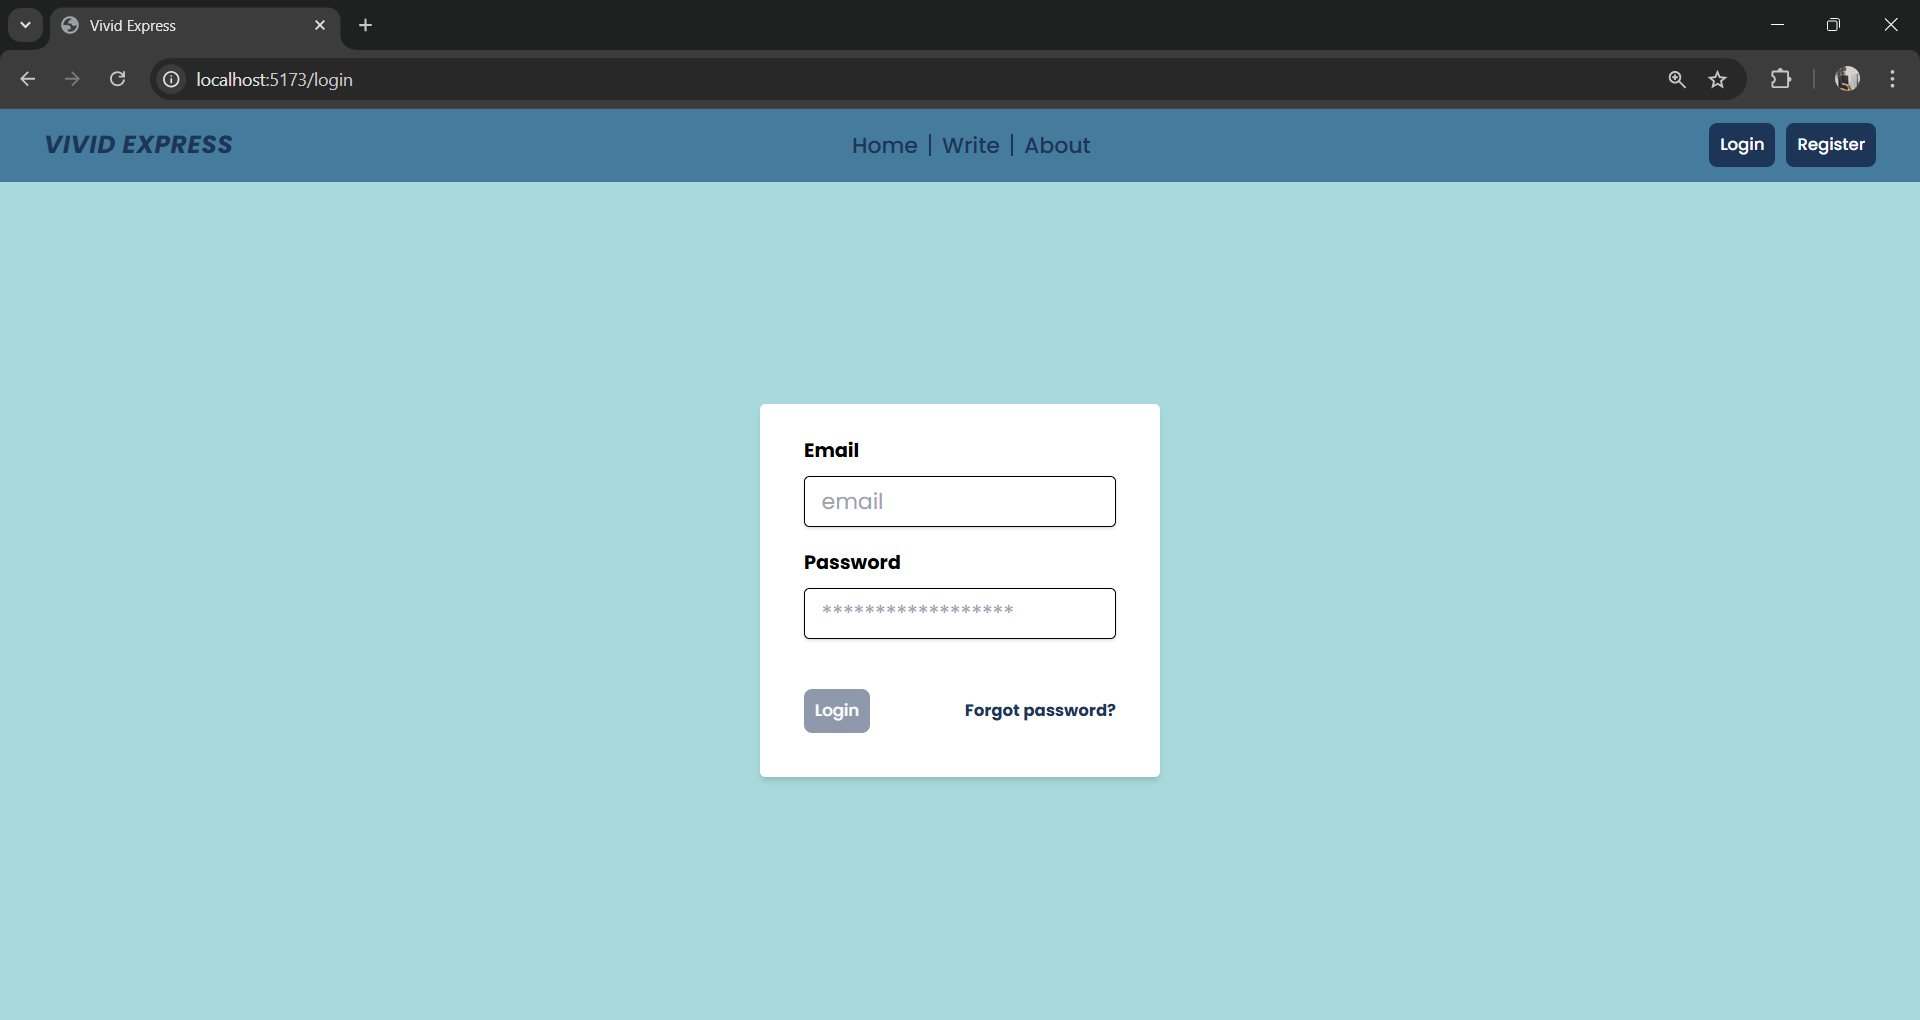 Vivid Express
localhost:5173/login
VIVID EXPRESS
Home | Write | About
Login
Register
Email
email
Password
******************
Login
Forgot password?